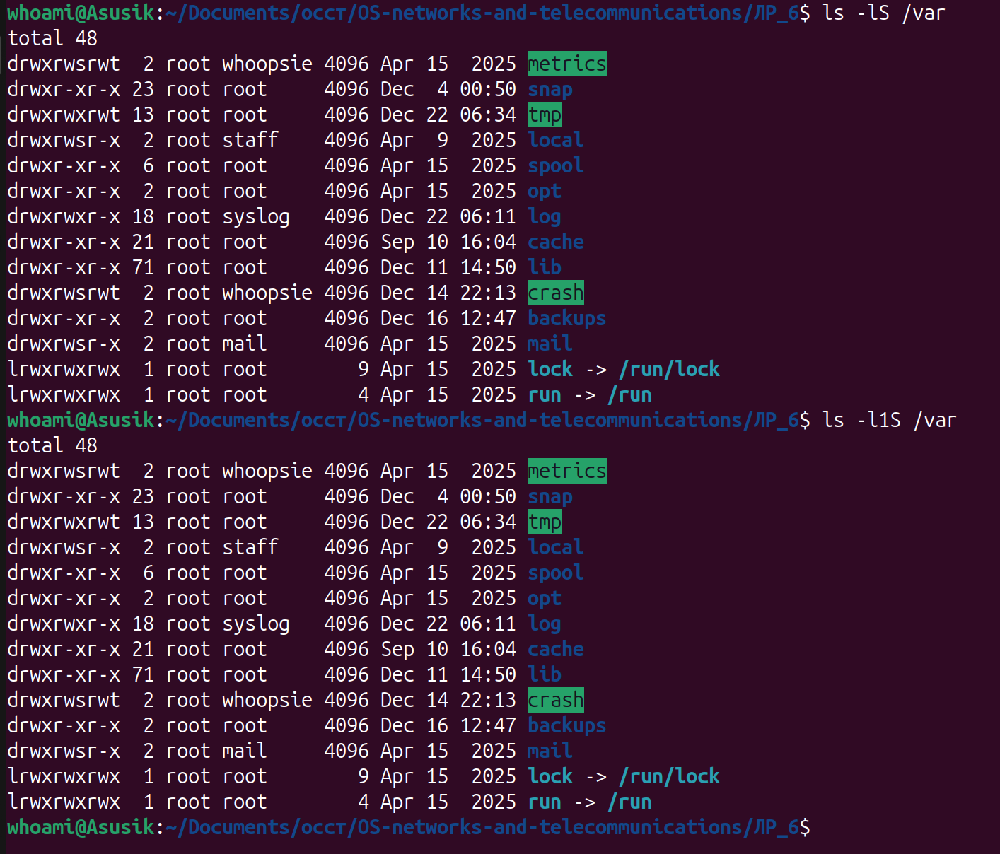 whoami@Asusik:~/Documents/осст/OS-networks-and-telecommunications/ЛР_6$ ls -lS /var
total 48
drwxrwsrwt  2 root whoopsie 4096 Apr 15  2025 metrics
drwxr-xr-x 23 root root     4096 Dec  4 00:50 snap
drwxrwxrwt 13 root root     4096 Dec 22 06:34 tmp
drwxrwsr-x  2 root staff    4096 Apr  9  2025 local
drwxr-xr-x  6 root root     4096 Apr 15  2025 spool
drwxr-xr-x  2 root root     4096 Apr 15  2025 opt
drwxrwxr-x 18 root syslog   4096 Dec 22 06:11 log
drwxr-xr-x 21 root root     4096 Sep 10 16:04 cache
drwxr-xr-x 71 root root     4096 Dec 11 14:50 lib
drwxrwsrwt  2 root whoopsie 4096 Dec 14 22:13 crash
drwxr-xr-x  2 root root     4096 Dec 16 12:47 backups
drwxrwsr-x  2 root mail     4096 Apr 15  2025 mail
lrwxrwxrwx  1 root root        9 Apr 15  2025 lock -> /run/lock
lrwxrwxrwx  1 root root        4 Apr 15  2025 run -> /run
whoami@Asusik:~/Documents/осст/OS-networks-and-telecommunications/ЛР_6$ ls -l1S /var
total 48
drwxrwsrwt  2 root whoopsie 4096 Apr 15  2025 metrics
drwxr-xr-x 23 root root     4096 Dec  4 00:50 snap
drwxrwxrwt 13 root root     4096 Dec 22 06:34 tmp
drwxrwsr-x  2 root staff    4096 Apr  9  2025 local
drwxr-xr-x  6 root root     4096 Apr 15  2025 spool
drwxr-xr-x  2 root root     4096 Apr 15  2025 opt
drwxrwxr-x 18 root syslog   4096 Dec 22 06:11 log
drwxr-xr-x 21 root root     4096 Sep 10 16:04 cache
drwxr-xr-x 71 root root     4096 Dec 11 14:50 lib
drwxrwsrwt  2 root whoopsie 4096 Dec 14 22:13 crash
drwxr-xr-x  2 root root     4096 Dec 16 12:47 backups
drwxrwsr-x  2 root mail     4096 Apr 15  2025 mail
lrwxrwxrwx  1 root root        9 Apr 15  2025 lock -> /run/lock
lrwxrwxrwx  1 root root        4 Apr 15  2025 run -> /run
whoami@Asusik:~/Documents/осст/OS-networks-and-telecommunications/ЛР_6$